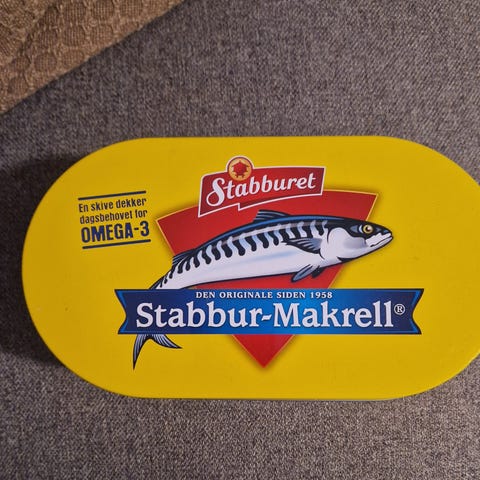 Stabburet
En skive dekker
dagsbehovet for
OMEGA-3
DEN ORIGINALE SIDEN 1958
Stabbur-Makrell®